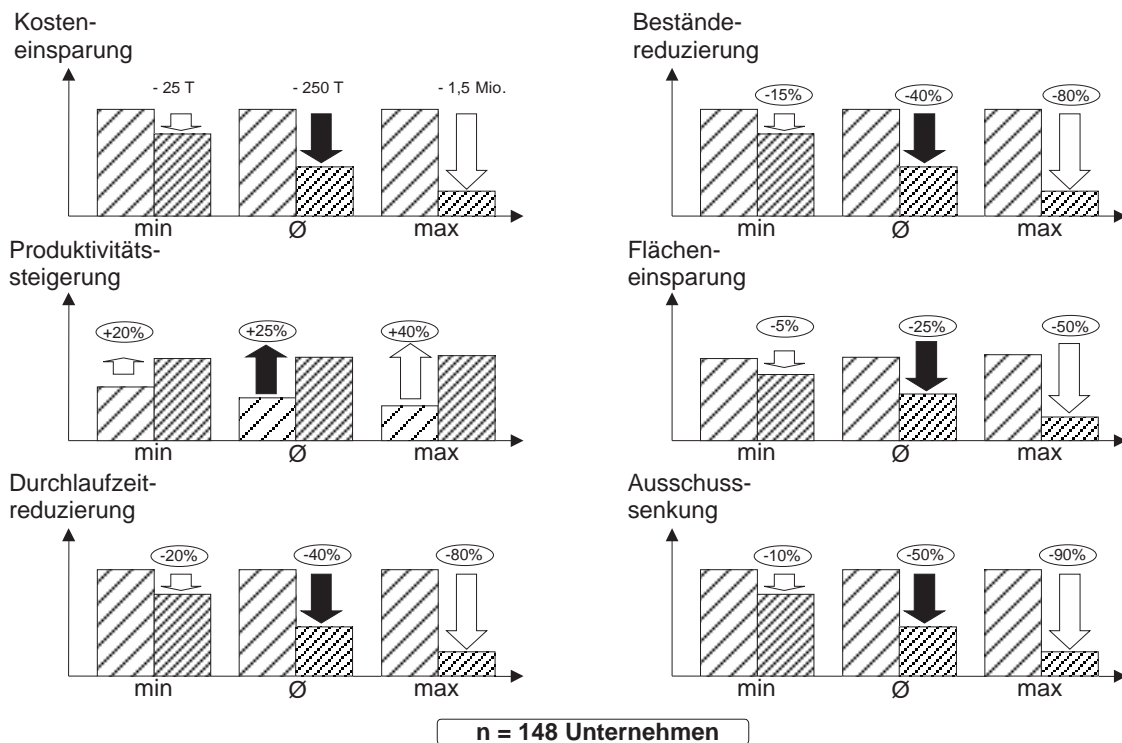 Kosten-
einsparung
- 25 T
- 250 T
- 1,5 Mio.
min
Ø
max
Bestände-
reduzierung
-15%
-40%
-80%
min
Ø
max
Produktivitäts-
steigerung
+20%
+25%
+40%
min
Ø
max
Flächen-
einsparung
-5%
-25%
-50%
min
Ø
max
Durchlaufzeit-
reduzierung
-20%
-40%
-80%
min
Ø
max
Ausschuss-
senkung
-10%
-50%
-90%
min
Ø
max
n = 148 Unternehmen